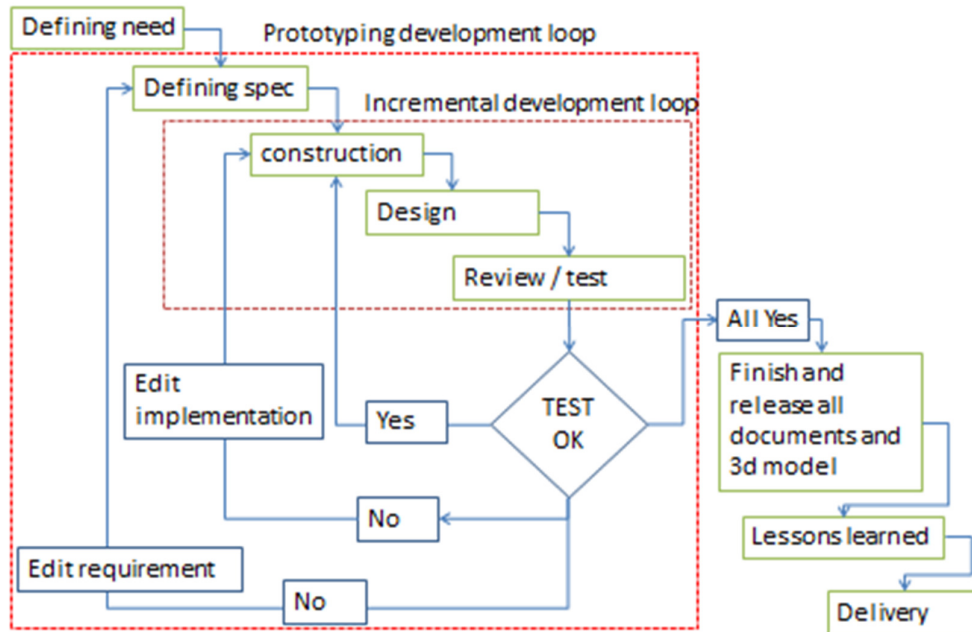 Defining need
Prototyping development loop
Defining spec
Incremental development loop
construction
Design
Review / test
All Yes
Edit
implementation
Yes
TEST
OK
Finish and
release all
documents and
3d model
No
Lessons learned
Edit requirement
No
Delivery